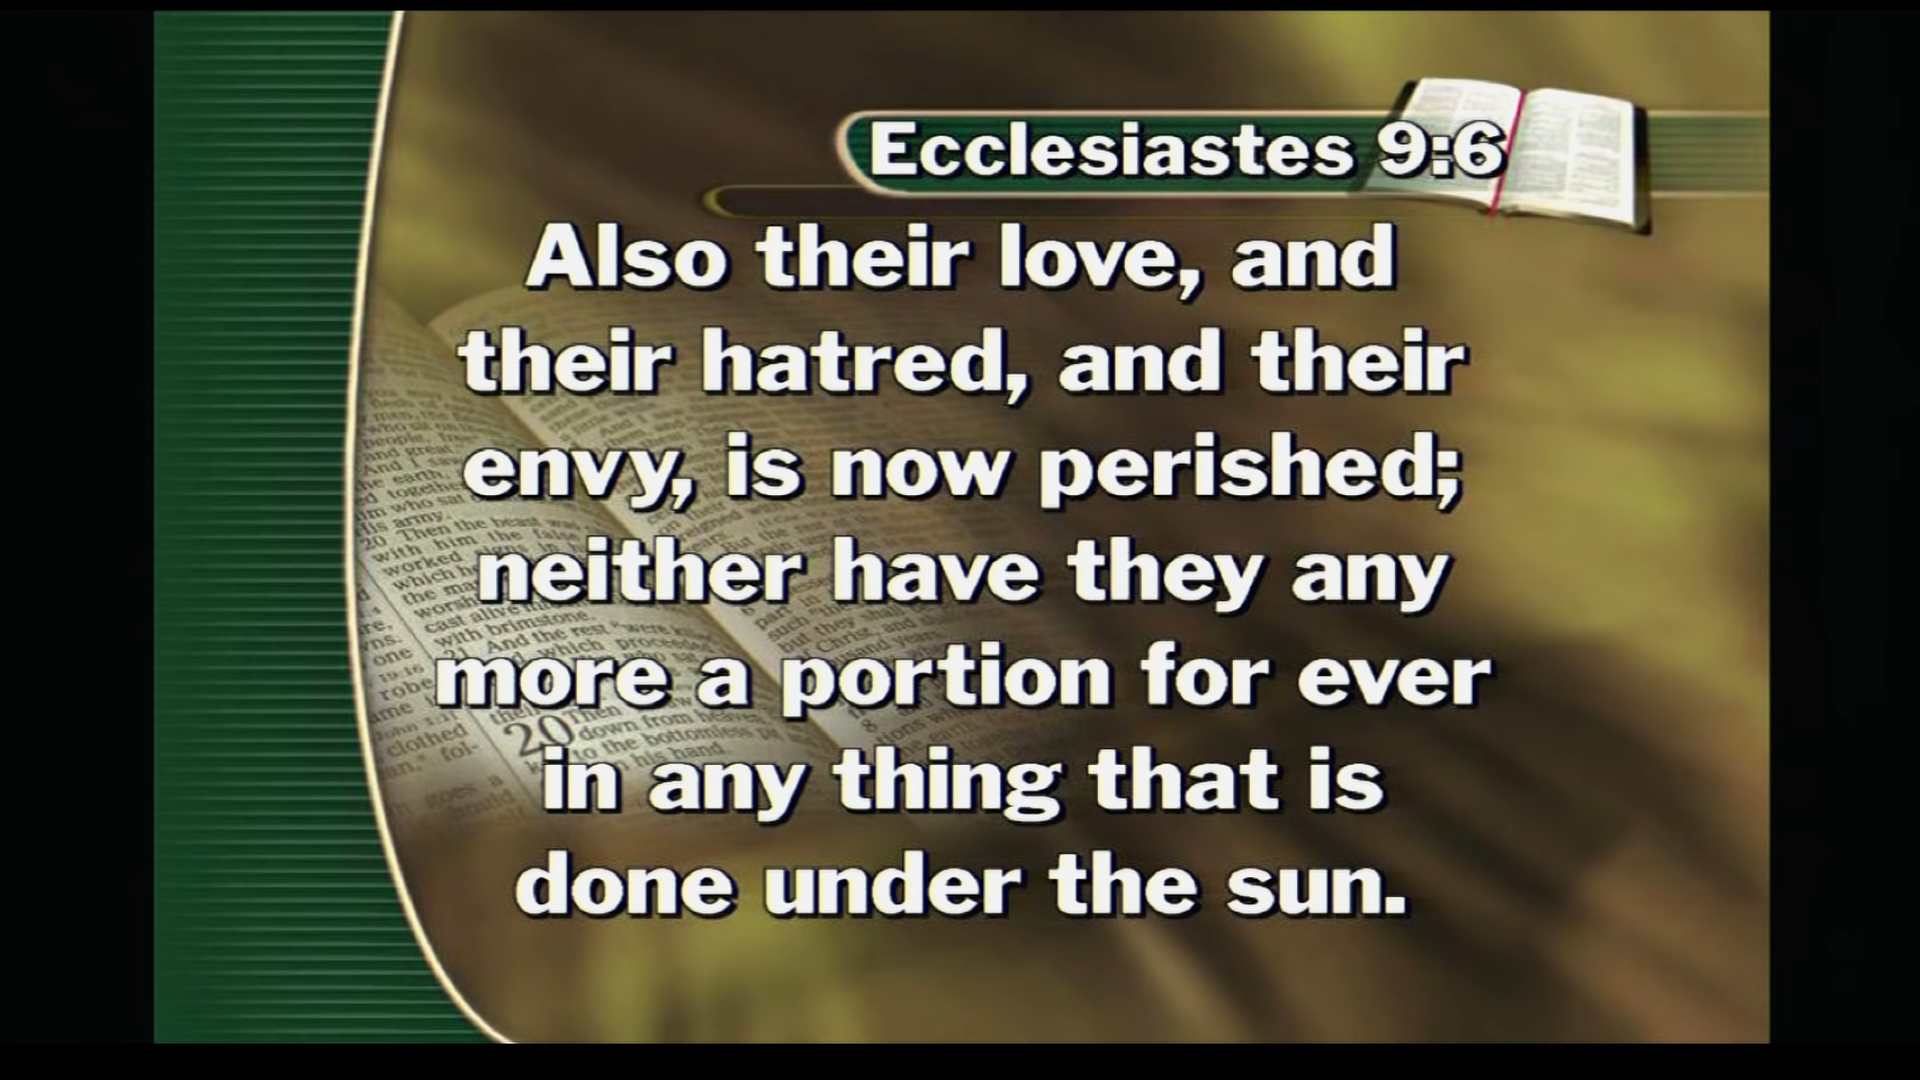 Ecclesiastes 9:6
Also their love, and
their hatred, and their
envy, is now perished;
neither have they any
more a portion for ever
in any thing that is
done under the sun.